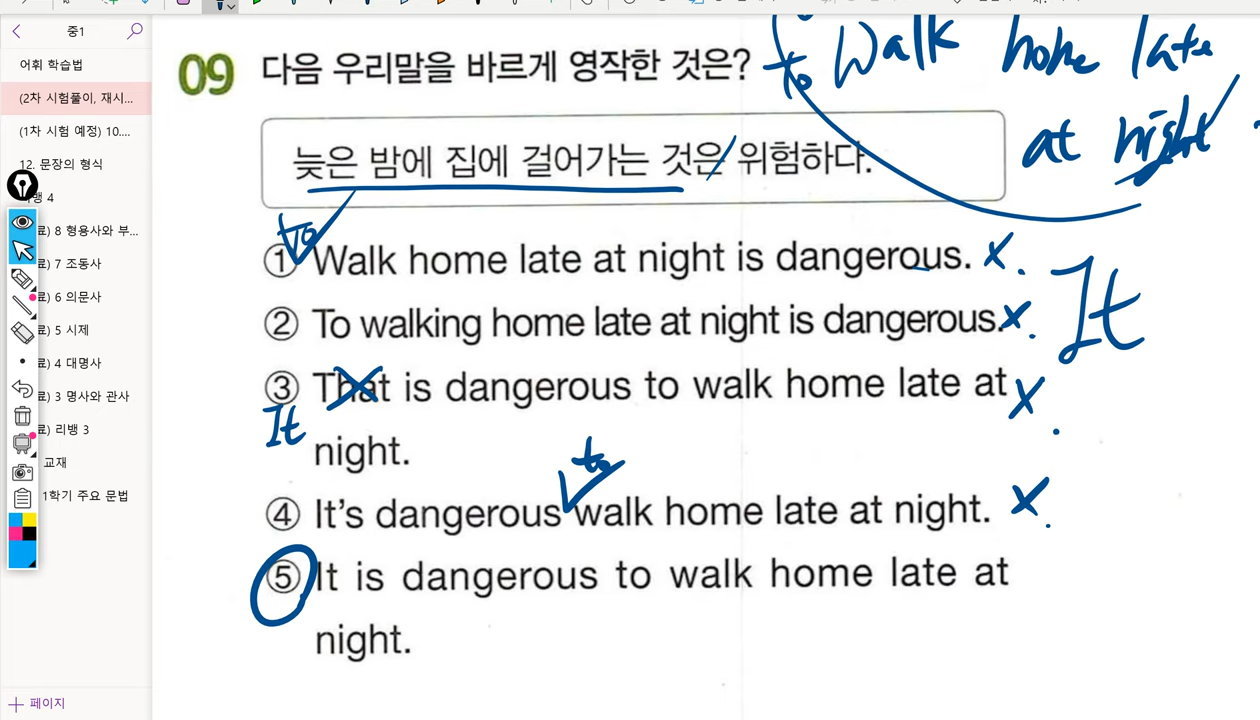 중1
어휘 학습법
(2차 시험풀이, 재시...
(1차 시험 예정) 10....
12. 문장의 형식
4
료) 8 형용사와 부...
료) 7 조동사
료) 6 의문사
료) 5 시제
료) 4 대명사
료) 3 명사와 관사
료) 리뱅 3
교재
1학기 주요 문법
페이지
to walk home late
at night
09 다음 우리말을 바르게 영작한 것은?
늦은 밤에 집에 걸어가는 것은 위험하다.
to
① Walk home late at night is dangerous. x.
② To walking home late at night is dangerous. x.
It
③ That is dangerous to walk home late at x.
It
night.
to
④ It's dangerous walk home late at night. x.
⑤ It is dangerous to walk home late at
night.